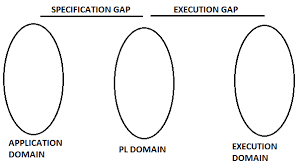 SPECIFICATION GAP
EXECUTION GAP
APPLICATION
DOMAIN
PL DOMAIN
EXECUTION
DOMAIN